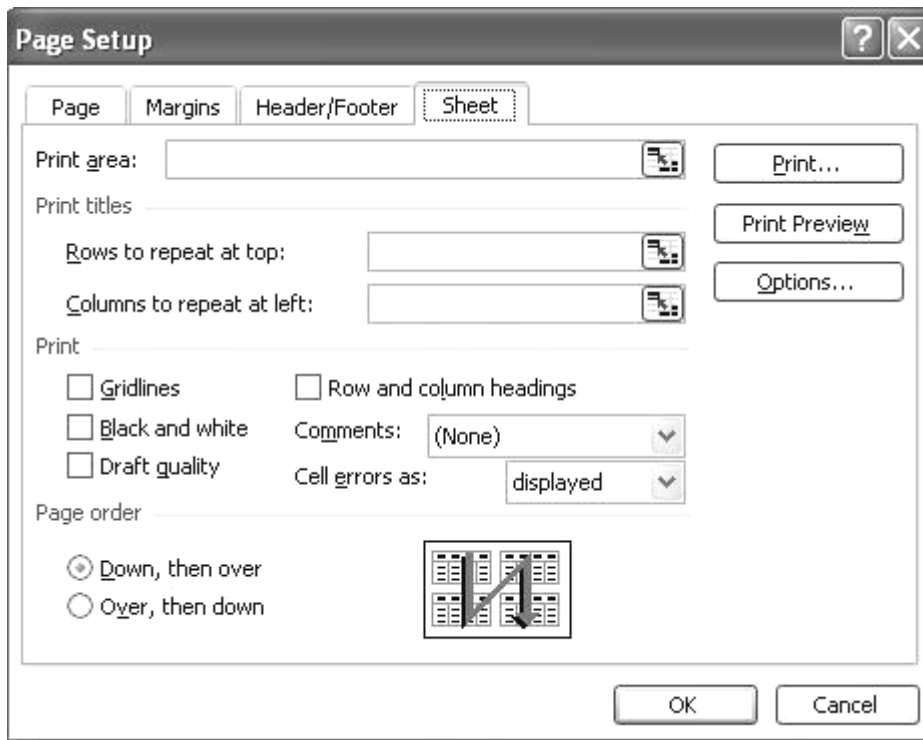 Page Setup
Page Margins Header/Footer Sheet
Print area:
Print...
Print titles
Print Preview
Rows to repeat at top:
Options...
Columns to repeat at left:
Print
Gridlines Row and column headings
Black and white Comments: (None)
Draft quality Cell errors as: displayed
Page order
Down, then over
Over, then down
OK Cancel